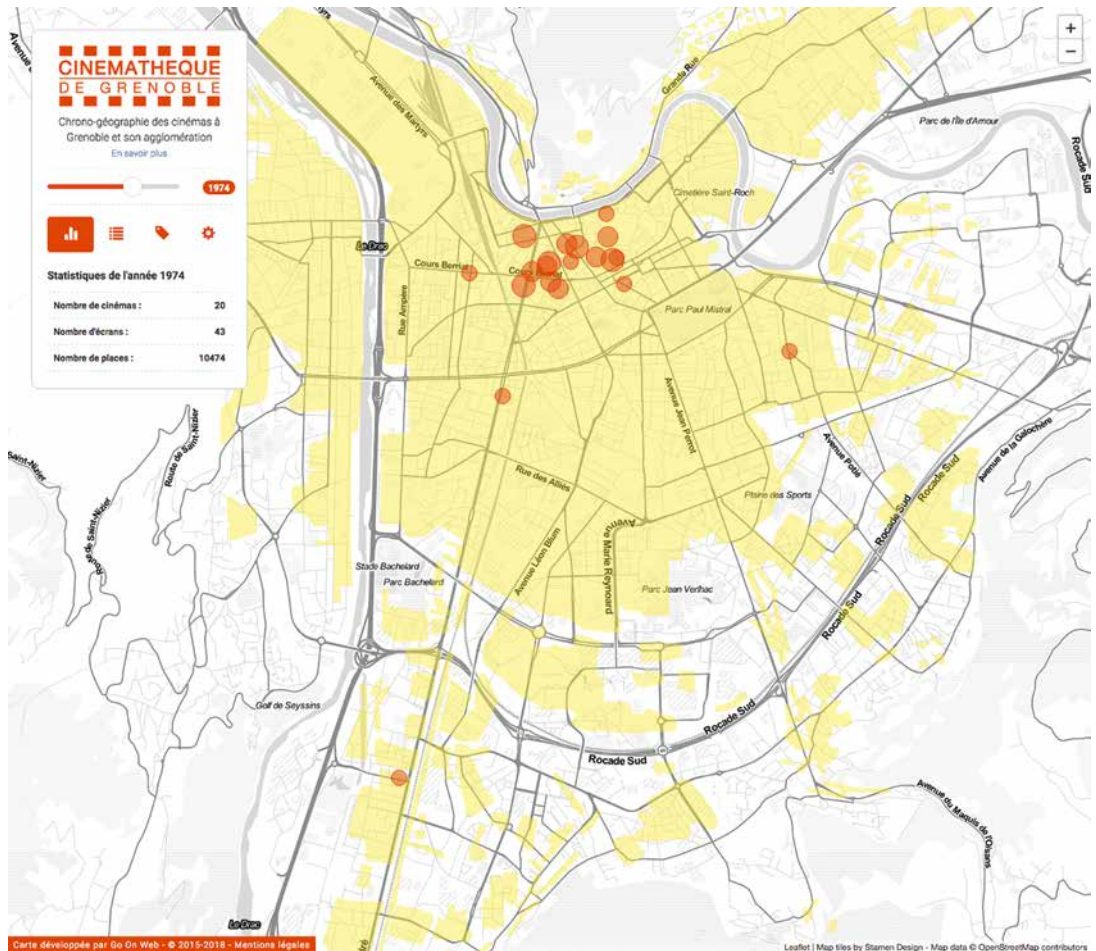 CINEMATHEQUE
DE GRENOBLE
Chrono-géographie des cinémas à
Grenoble et son agglomération
En savoir plus
1974
Statistiques de l'année 1974
Nombre de cinémas : 20
Nombre d'écrans : 43
Nombre de places : 10474
+
−
Avenue des Martyrs
Grande Rue
Parc de l'Île d'Amour
Rocade Sud
Cimetière Saint-Roch
Le Drac
Cours Berriat
Cours Berriat
Rue Ampère
Parc Paul Mistral
Avenue Jean Perrot
Route de Saint-Nizier
Saint-Nizier
Route de Saint-Nizier
Rue des Alliés
Avenue Potié
Avenue de la Galochère
Rocade Sud
Plaine des Sports
Rocade Sud
Avenue Léon Blum
Avenue Marie Reynoard
Stade Bachelard
Parc Bachelard
Parc Jean Verlhac
Rocade Sud
Golf de Seyssins
Rocade Sud
Rocade Sud
Avenue du Maquis de l'Oisans
Le Drac
Carte développée par Go On Web - © 2015-2018 - Mentions légales
Leaflet | Map tiles by Stamen Design - Map data © OpenStreetMap contributors